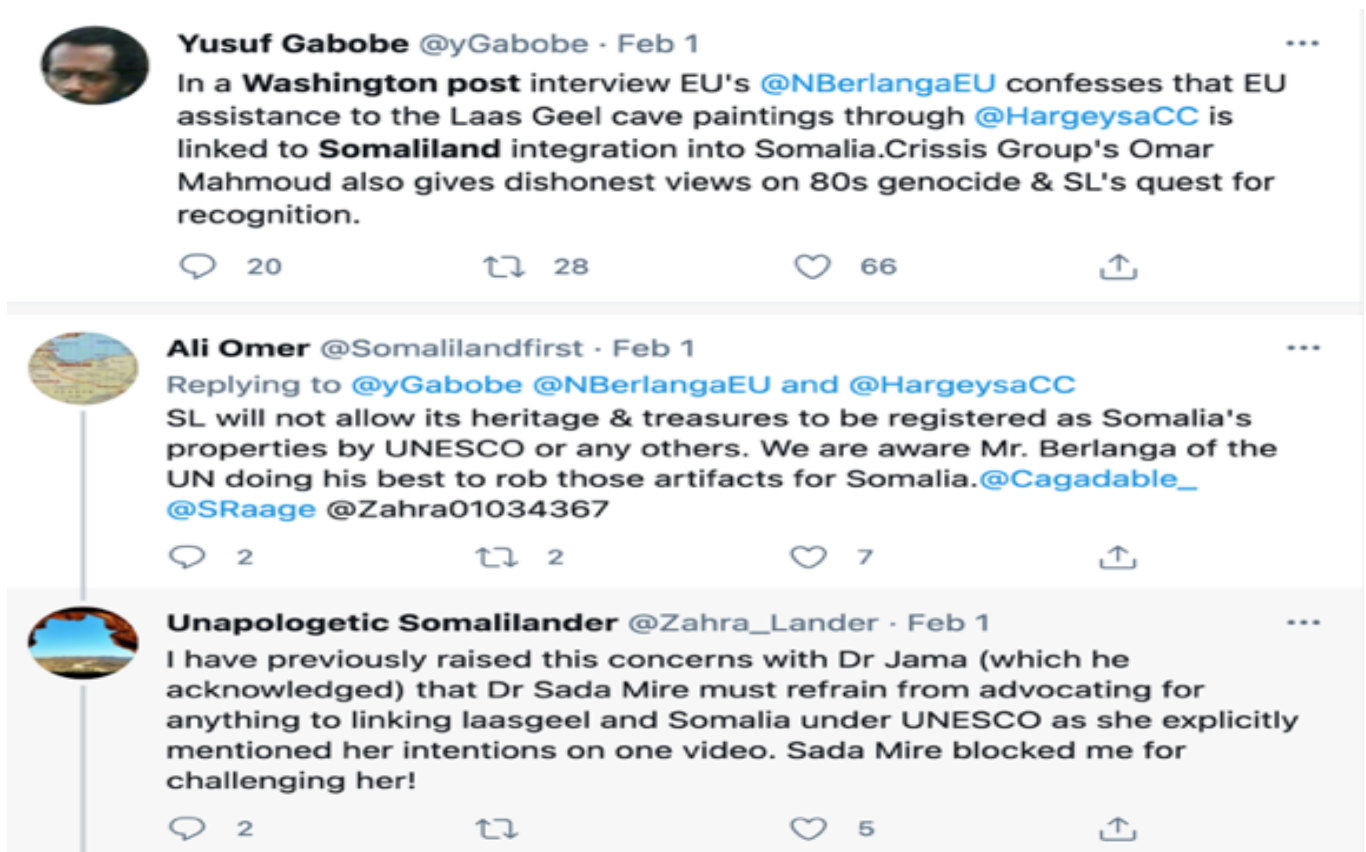 Yusuf Gabobe @yGabobe · Feb 1
In a Washington post interview EU's @NBerlangaEU confesses that EU
assistance to the Laas Geel cave paintings through @HargeysaCC is
linked to Somaliland integration into Somalia.Crissis Group's Omar
Mahmoud also gives dishonest views on 80s genocide & SL's quest for
recognition.
20 28 66
Ali Omer @Somalilandfirst · Feb 1
Replying to @yGabobe @NBerlangaEU and @HargeysaCC
SL will not allow its heritage & treasures to be registered as Somalia's
properties by UNESCO or any others. We are aware Mr. Berlanga of the
UN doing his best to rob those artifacts for Somalia.@Cagadable_
@SRaage @Zahra01034367
2 2 7
Unapologetic Somalilander @Zahra_Lander · Feb 1
I have previously raised this concerns with Dr Jama (which he
acknowledged) that Dr Sada Mire must refrain from advocating for
anything to linking laasgeel and Somalia under UNESCO as she explicitly
mentioned her intentions on one video. Sada Mire blocked me for
challenging her!
2 5